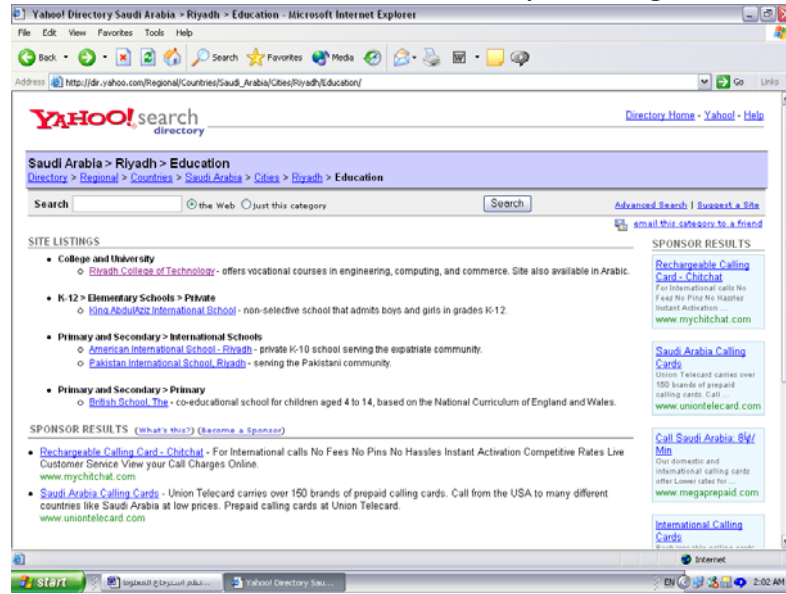 Yahoo! Directory Saudi Arabia > Riyadh > Education - Microsoft Internet Explorer
File Edit View Favorites Tools Help
Back Search Favorites Media
Address http://dir.yahoo.com/Regional/Countries/Saudi_Arabia/Cities/Riyadh/Education/ Go Links
YAHOO! search directory
Directory Home - Yahoo! - Help
Saudi Arabia > Riyadh > Education
Directory > Regional > Countries > Saudi Arabia > Cities > Riyadh > Education
Search the Web just this category Search Advanced Search | Suggest a Site
email this category to a friend
SITE LISTINGS
College and University
Riyadh College of Technology - offers vocational courses in engineering, computing, and commerce. Site also available in Arabic.
K-12 > Elementary Schools > Private
King AbdulAziz International School - non-selective school that admits boys and girls in grades K-12.
Primary and Secondary > International Schools
American International School - Riyadh - private K-10 school serving the expatriate community.
Pakistan International School, Riyadh - serving the Pakistani community.
Primary and Secondary > Primary
British School, The - co-educational school for children aged 4 to 14, based on the National Curriculum of England and Wales.
SPONSOR RESULTS (What's this?) (Become a Sponsor)
Rechargeable Calling Card - Chitchat - For International calls No Fees No Pins No Hassles Instant Activation Competitive Rates Live
Customer Service View your Call Charges Online.
www.mychitchat.com
Saudi Arabia Calling Cards - Union Telecard carries over 150 brands of prepaid calling cards. Call from the USA to many different
countries like Saudi Arabia at low prices. Prepaid calling cards at Union Telecard.
www.uniontelecard.com
SPONSOR RESULTS
Rechargeable Calling
Card - Chitchat
For International calls No
Fees No Pins No Hassles
Instant Activation ...
www.mychitchat.com
Saudi Arabia Calling
Cards
Union Telecard carries over
150 brands of prepaid
calling cards. Call ...
www.uniontelecard.com
Call Saudi Arabia: 8¼/
Min
Our domestic and
international calling cards
offer Lower rates for ...
www.megaprepaid.com
International Calling
Cards
Internet
start نظم استرجاع المعلوما... Yahoo! Directory Sau... EN 2:02 AM